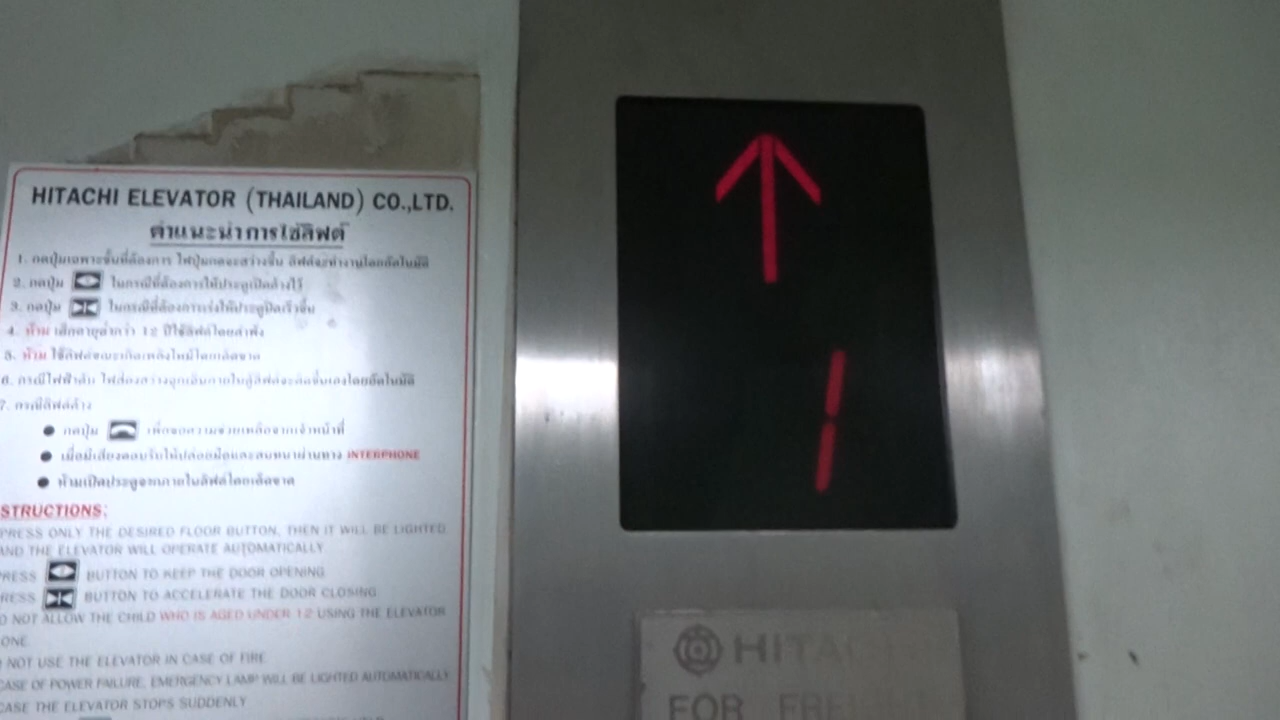 HITACHI ELEVATOR (THAILAND) CO.,LTD.
คำแนะนำการใช้ลิฟต์
1. กดปุ่มเฉพาะชั้นที่ต้องการ ไฟปุ่มกดจะสว่างขึ้น ลิฟต์จะทำงานโดยอัตโนมัติ
2. กดปุ่ม ในกรณีที่ต้องการให้ประตูเปิดค้างไว้
3. กดปุ่ม ในกรณีที่ต้องการเร่งให้ประตูปิดเร็วขึ้น
4. ห้าม เด็กอายุต่ำกว่า 12 ปีใช้ลิฟต์โดยลำพัง
5. ห้าม ใช้ลิฟต์ขณะเกิดเพลิงไหม้โดยเด็ดขาด
6. กรณีไฟฟ้าดับ ไฟส่องสว่างฉุกเฉินภายในตู้ลิฟต์จะติดขึ้นเองโดยอัตโนมัติ
7. กรณีลิฟต์ค้าง
● กดปุ่ม เพื่อขอความช่วยเหลือจากเจ้าหน้าที่
● เมื่อมีเสียงตอบรับให้ปล่อยมือและสนทนาผ่านทาง INTERPHONE
● ห้ามเปิดประตูจากภายในลิฟต์โดยเด็ดขาด
STRUCTIONS:
PRESS ONLY THE DESIRED FLOOR BUTTON, THEN IT WILL BE LIGHTED
AND THE ELEVATOR WILL OPERATE AUTOMATICALLY
RESS BUTTON TO KEEP THE DOOR OPENING
RESS BUTTON TO ACCELERATE THE DOOR CLOSING
O NOT ALLOW THE CHILD WHO IS AGED UNDER 12 USING THE ELEVATOR
ONE
NOT USE THE ELEVATOR IN CASE OF FIRE
CASE OF POWER FAILURE, EMERGENCY LAMP WILL BE LIGHTED AUTOMATICALLY
CASE THE ELEVATOR STOPS SUDDENLY
1
HITACHI
FOR FREI